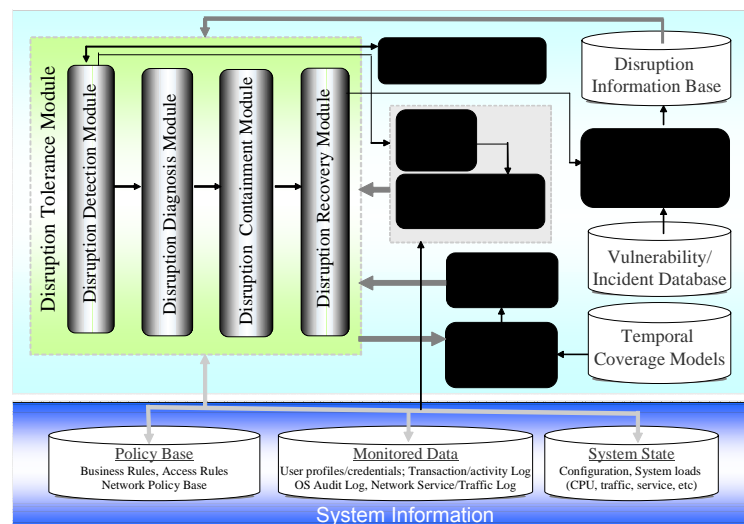 Disruption Tolerance Module
Disruption Detection Module
Disruption Diagnosis Module
Disruption Containment Module
Disruption Recovery Module
Disruption
Information Base
Vulnerability/
Incident Database
Temporal
Coverage Models
Policy Base
Business Rules, Access Rules
Network Policy Base
Monitored Data
User profiles/credentials; Transaction/activity Log
OS Audit Log, Network Service/Traffic Log
System State
Configuration, System loads
(CPU, traffic, service, etc)
System Information